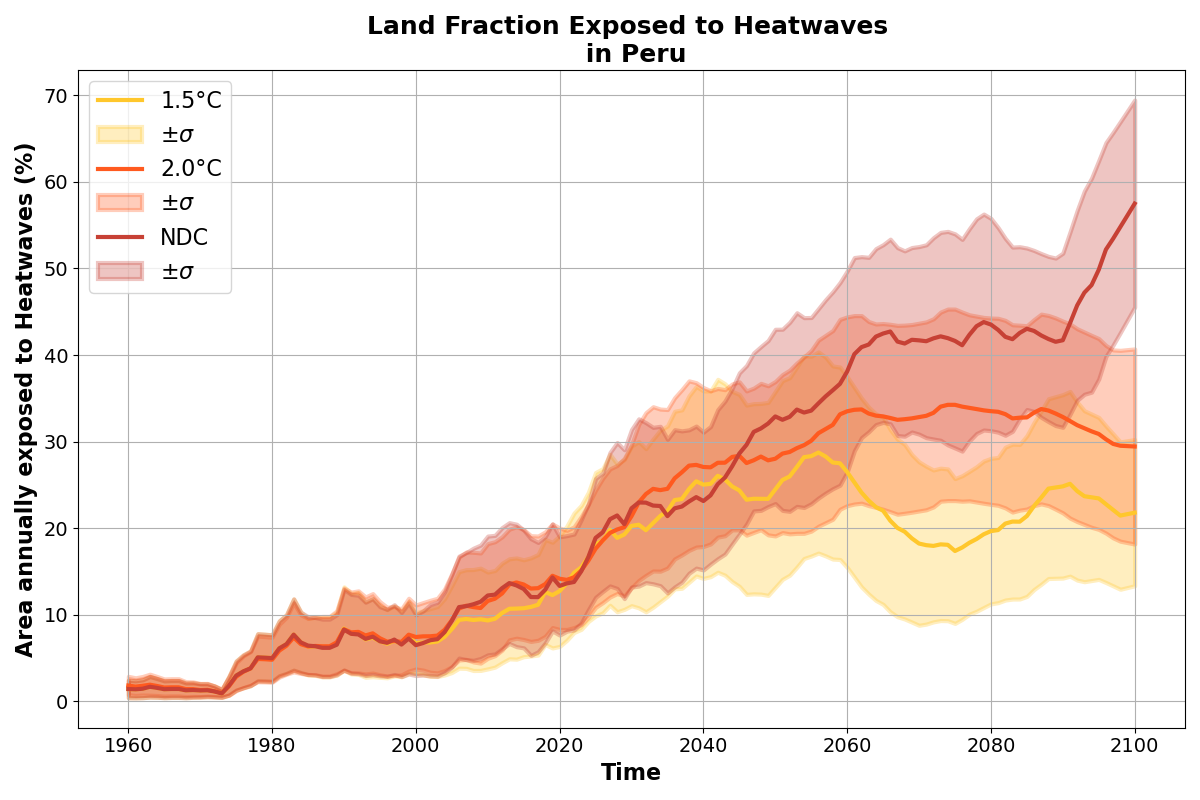 Land Fraction Exposed to Heatwaves
in Peru
Area annually exposed to Heatwaves (%)
70
60
50
40
30
20
10
0
1.5°C
±σ
2.0°C
±σ
NDC
±σ
1960 1980 2000 2020 2040 2060 2080 2100
Time